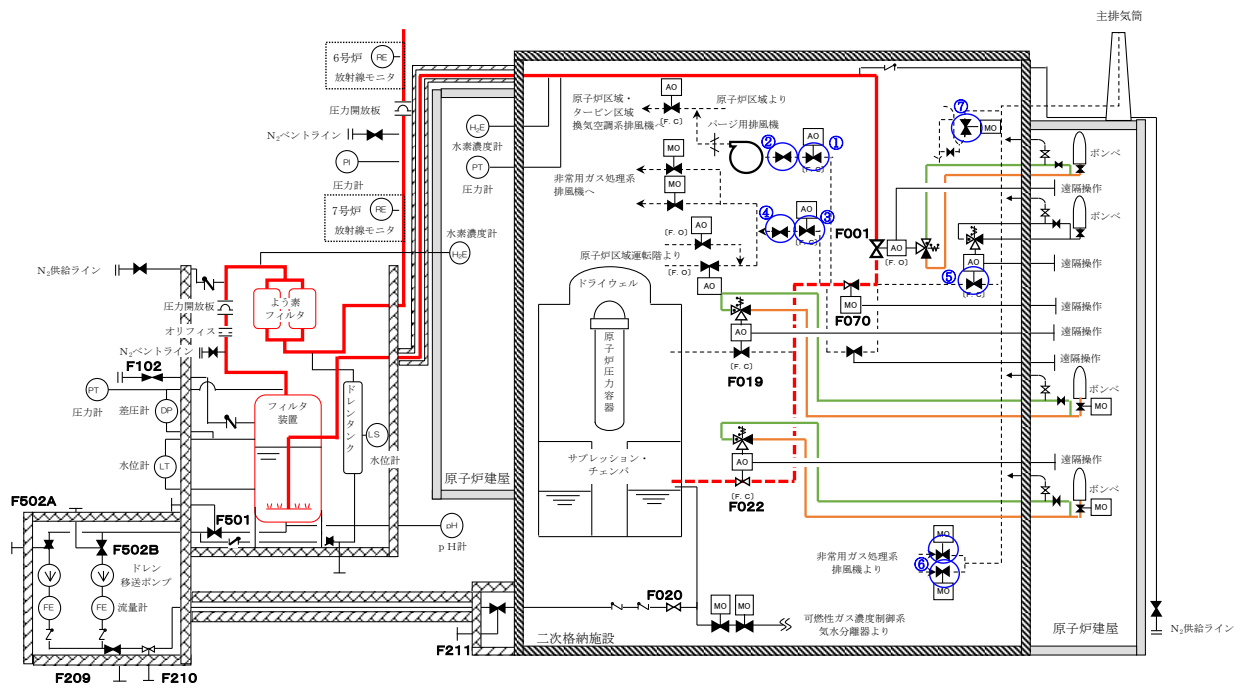 主排気筒
6号炉
放射線モニタ
RE
圧力開放板
N₂ベントライン
PI
圧力計
7号炉
放射線モニタ
RE
H₂E
水素濃度計
PT
圧力計
水素濃度計
H₂E
AO
[F. C]
原子炉区域・
タービン区域
換気空調系排風機へ
原子炉区域より
パージ用排風機
②
AO
①
[F. C]
MO
非常用ガス処理系
排風機へ
MO
④
AO
③
[F. C]
AO
[F. O]
原子炉区域運転階より
[F. O]
AO
⑦
MO
ボンベ
遠隔操作
ボンベ
F001
AO
[F. O]
AO
遠隔操作
⑤
[F. C]
F070
MO
遠隔操作
遠隔操作
遠隔操作
N₂供給ライン
圧力開放板
オリフィス
よう素
フィルタ
N₂ベントライン
F102
PT
圧力計
差圧計
DP
フィルタ
装置
ドレンタンク
LS
水位計
水位計
LT
ドライウェル
原子炉圧力容器
サプレッション・
チェンバ
AO
[F. C]
F019
ボンベ
MO
AO
[F. C]
F022
遠隔操作
ボンベ
MO
原子炉建屋
F502A
F501
F502B
pH
pH計
ドレン
移送ポンプ
FE
FE
流量計
F209
F210
F211
F020
MO
MO
可燃性ガス濃度制御系
気水分離器より
非常用ガス処理系
排風機より
MO
⑥
MO
二次格納施設
原子炉建屋
N₂供給ライン